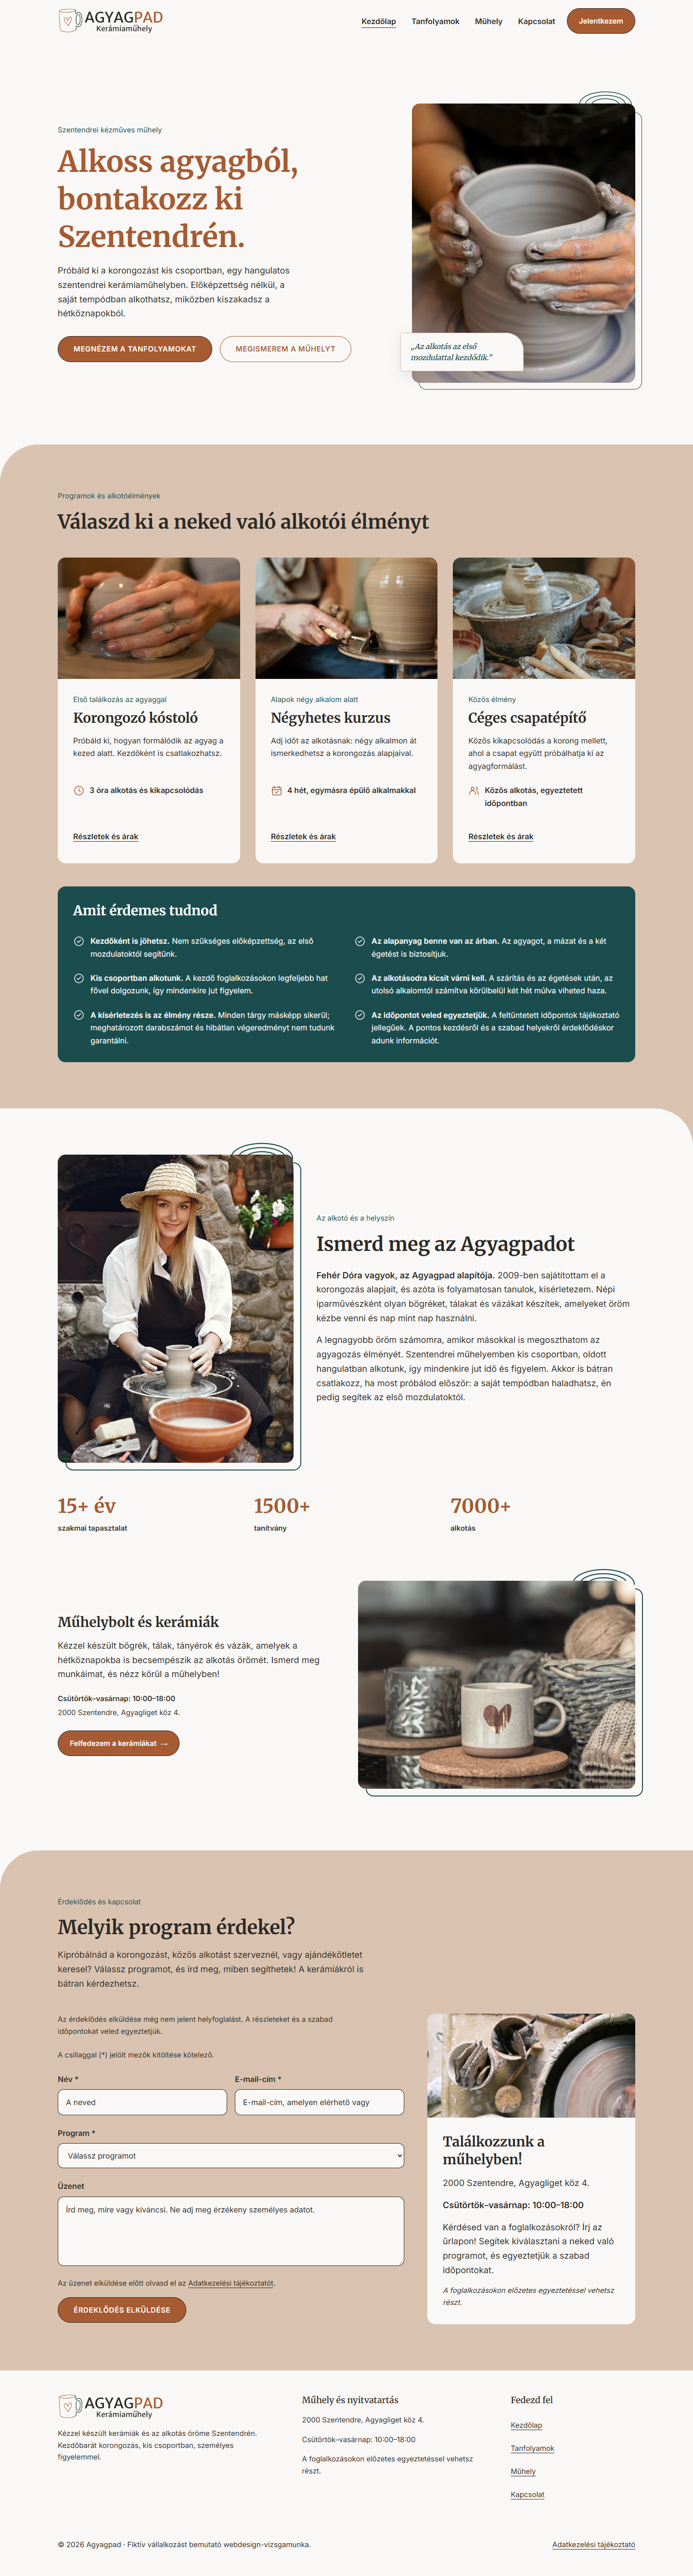 AGYAGPAD
Kerámiaműhely
Kezdőlap
Tanfolyamok
Műhely
Kapcsolat
Jelentkezem
Szentendrei kézműves műhely
Alkoss agyagból,
bontakozz ki
Szentendrén.
Próbáld ki a korongozást kis csoportban, egy hangulatos
szentendrei kerámiaműhelyben. Előképzettség nélkül, a
saját tempódban alkothatsz, miközben kiszakadsz a
hétköznapokból.
MEGNÉZEM A TANFOLYAMOKAT
MEGISMEREM A MŰHELYT
„Az alkotás az első
mozdulattal kezdődik.”
Programok és alkotóélmények
Válaszd ki a neked való alkotói élményt
Első találkozás az agyaggal
Korongozó kóstoló
Próbáld ki, hogyan formálódik az agyag a
kezed alatt. Kezdőként is csatlakozhatsz.
3 óra alkotás és kikapcsolódás
Részletek és árak
Alapok négy alkalom alatt
Négyhetes kurzus
Adj időt az alkotásnak: négy alkalmon át
ismerkedhetsz a korongozás alapjaival.
4 hét, egymásra épülő alkalmakkal
Részletek és árak
Közös élmény
Céges csapatépítő
Közös kikapcsolódás a korong mellett,
ahol a csapat együtt próbálhatja ki az
agyagformálást.
Közös alkotás, egyeztetett
időpontban
Részletek és árak
Amit érdemes tudnod
Kezdőként is jöhetsz. Nem szükséges előképzettség, az első
mozdulatoktól segítünk.
Az alapanyag benne van az árban. Az agyagot, a mázat és a két
égetést is biztosítjuk.
Kis csoportban alkotunk. A kezdő foglalkozásokon legfeljebb hat
fővel dolgozunk, így mindenkire jut figyelem.
Az alkotásodra kicsit várni kell. A szárítás és az égetések után, az
utolsó alkalomtól számítva körülbelül két hét múlva viheted haza.
A kísérletezés is az élmény része. Minden tárgy másképp sikerül;
meghatározott darabszámot és hibátlan végeredményt nem tudunk
garantálni.
Az időpontot veled egyeztetjük. A feltüntetett időpontok tájékoztató
jellegűek. A pontos kezdésről és a szabad helyekről érdeklődéskor
adunk információt.
Az alkotó és a helyszín
Ismerd meg az Agyagpadot
Fehér Dóra vagyok, az Agyagpad alapítója. 2009-ben sajátítottam el a
korongozás alapjait, és azóta is folyamatosan tanulok, kísérletezem. Népi
iparművészként olyan bögréket, tálakat és vázákat készítek, amelyeket öröm
kézbe venni és nap mint nap használni.
A legnagyobb öröm számomra, amikor másokkal is megoszthatom az
agyagozás élményét. Szentendrei műhelyemben kis csoportban, oldott
hangulatban alkotunk, így mindenkire jut idő és figyelem. Akkor is bátran
csatlakozz, ha most próbálod először: a saját tempódban haladhatsz, én
pedig segítek az első mozdulatoktól.
15+ év
szakmai tapasztalat
1500+
tanítvány
7000+
alkotás
Műhelybolt és kerámiák
Kézzel készült bögrék, tálak, tányérok és vázák, amelyek a
hétköznapokba is becsempészik az alkotás örömét. Ismerd meg
munkáimat, és nézz körül a műhelyben!
Csütörtök–vasárnap: 10:00–18:00
2000 Szentendre, Agyagliget köz 4.
Felfedezem a kerámiákat →
Érdeklődés és kapcsolat
Melyik program érdekel?
Kipróbálnád a korongozást, közös alkotást szerveznél, vagy ajándékötletet
keresel? Válassz programot, és írd meg, miben segíthetek! A kerámiákról is
bátran kérdezhetsz.
Az érdeklődés elküldése még nem jelent helyfoglalást. A részleteket és a szabad
időpontokat veled egyeztetjük.
A csillaggal (*) jelölt mezők kitöltése kötelező.
Név *
A neved
E-mail-cím *
E-mail-cím, amelyen elérhető vagy
Program *
Válassz programot
Üzenet
Írd meg, mire vagy kíváncsi. Ne adj meg érzékeny személyes adatot.
Az üzenet elküldése előtt olvasd el az Adatkezelési tájékoztatót.
ÉRDEKLŐDÉS ELKÜLDÉSE
Találkozzunk a
műhelyben!
2000 Szentendre, Agyagliget köz 4.
Csütörtök–vasárnap: 10:00–18:00
Kérdésed van a foglalkozásokról? Írj az
űrlapon! Segítek kiválasztani a neked való
programot, és egyeztetjük a szabad
időpontokat.
A foglalkozásokon előzetes egyeztetéssel vehetsz
részt.
AGYAGPAD
Kerámiaműhely
Kézzel készült kerámiák és az alkotás öröme Szentendrén.
Kezdőbarát korongozás, kis csoportban, személyes
figyelemmel.
Műhely és nyitvatartás
2000 Szentendre, Agyagliget köz 4.
Csütörtök–vasárnap: 10:00–18:00
A foglalkozásokon előzetes egyeztetéssel vehetsz
részt.
Fedezd fel
Kezdőlap
Tanfolyamok
Műhely
Kapcsolat
© 2026 Agyagpad · Fiktív vállalkozást bemutató webdesign-vizsgamunka.
Adatkezelési tájékoztató